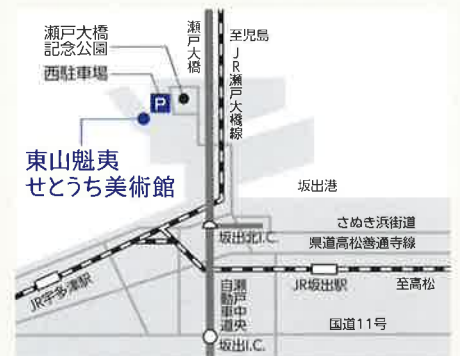 瀬戸大橋
記念公園
西駐車場
P
東山魁夷
せとうち美術館
瀬戸大橋
至児島
JR瀬戸大橋線
坂出港
さぬき浜街道
坂出北I.C.
県道高松善通寺線
JR宇多津駅
JR坂出駅
至高松
瀬戸中央
自動車道
国道11号
坂出I.C.